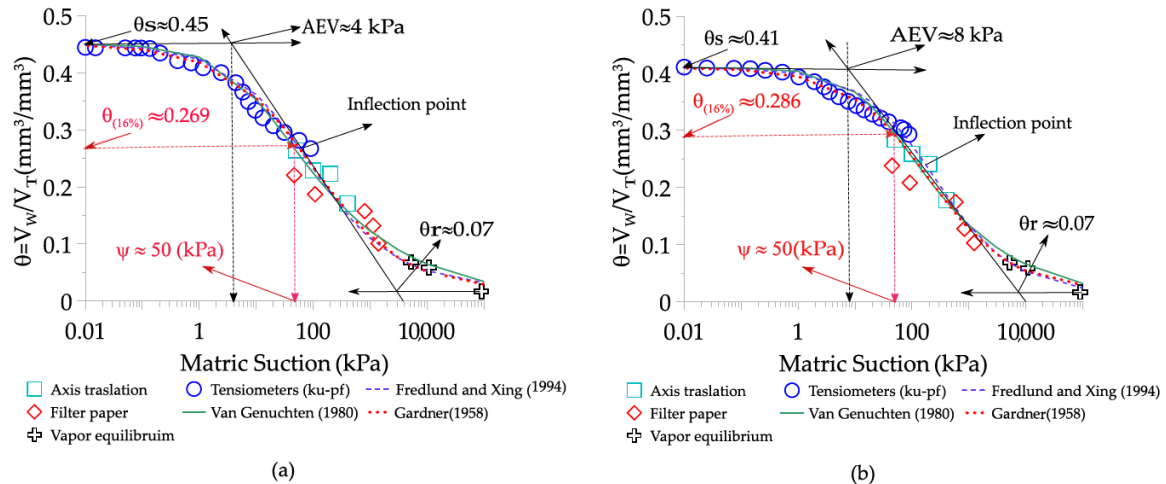 0.5
θs≈0.45
AEV≈4 kPa
0.4
θ(16%) ≈0.269
Inflection point
0.3
0.2
0.1
θr≈0.07
ψ ≈ 50 (kPa)
0
θ=VW/VT(mm³/mm³)
0.01
1
100
10,000
Matric Suction (kPa)
Axis traslation
Tensiometers (ku-pf)
Fredlund and Xing (1994)
Filter paper
Van Genuchten (1980)
Gardner(1958)
Vapor equilibruim
(a)
0.5
θs ≈0.41
AEV≈8 kPa
0.4
θ(16%) ≈0.286
0.3
Inflection point
0.2
0.1
θr≈0.07
ψ ≈ 50(kPa)
0
θ=VW/VT(mm³/mm³)
0.01
1
100
10,000
Matric Suction (kPa)
Axis traslation
Tensiometers (ku-pf)
Fredlund and Xing (1994)
Filter paper
Van Genuchten (1980)
Gardner(1958)
Vapor equilibrium
(b)